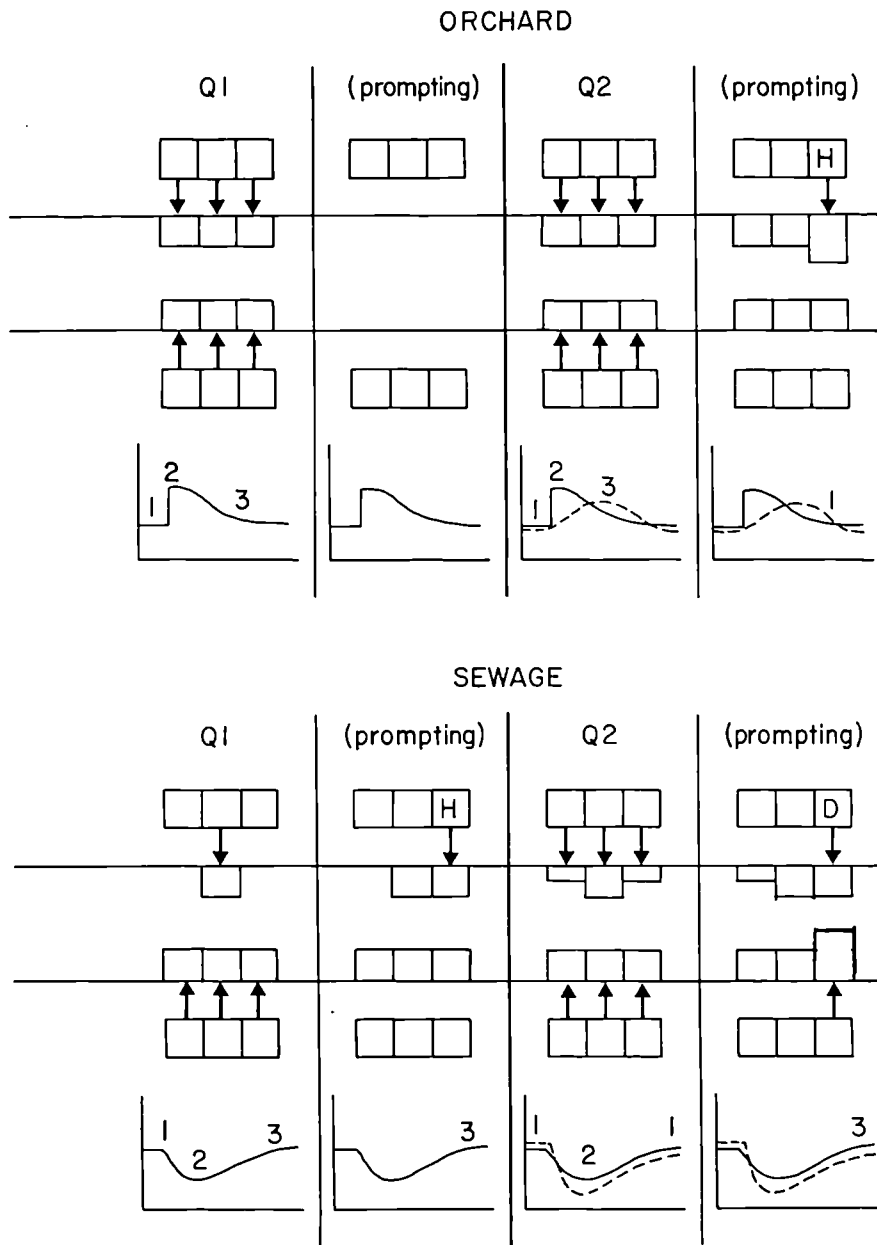 ORCHARD
Q1 (prompting) Q2 (prompting)
H
2 2
1 3 1 3 1
SEWAGE
Q1 (prompting) Q2 (prompting)
H D
1 3 3 1 1 3
2 2